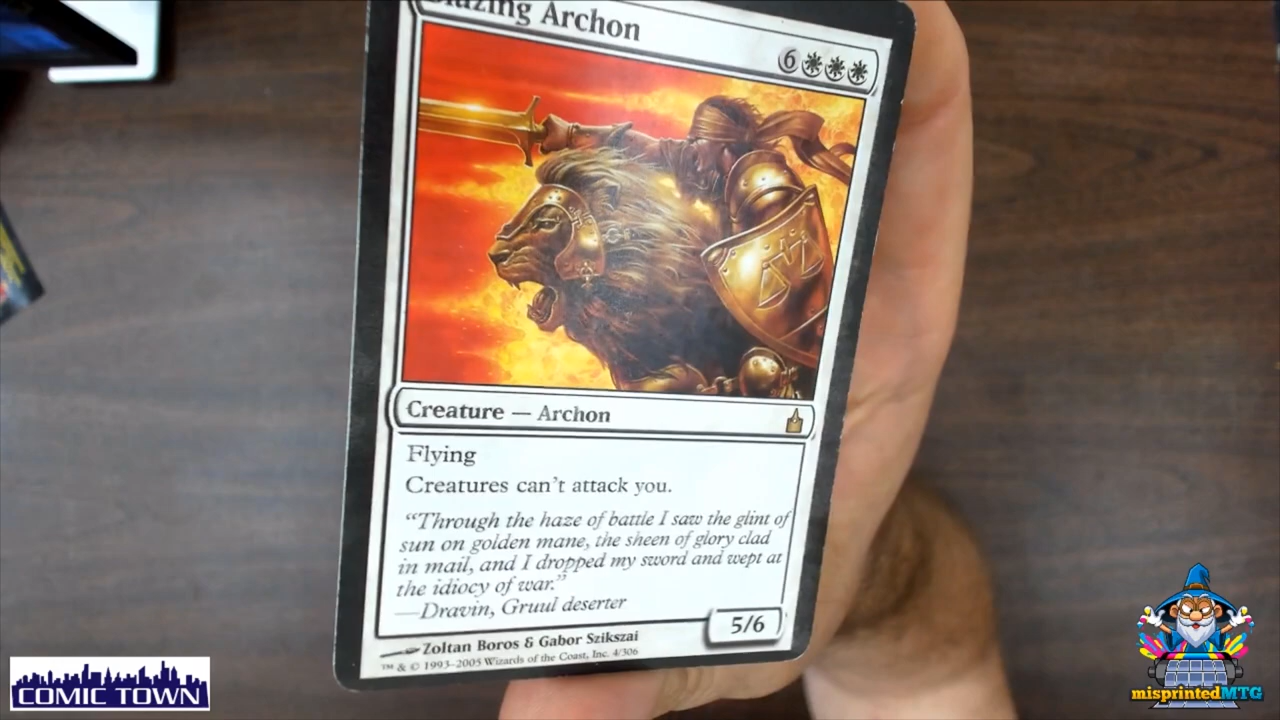 Blazing Archon
6
Creature — Archon
Flying
Creatures can't attack you.
“Through the haze of battle I saw the glint of
sun on golden mane, the sheen of glory clad
in mail, and I dropped my sword and wept at
the idiocy of war.”
—Dravin, Gruul deserter
5/6
Zoltan Boros & Gabor Szikszai
™ & © 1993–2005 Wizards of the Coast, Inc. 4/306
COMIC TOWN
misprintedMTG